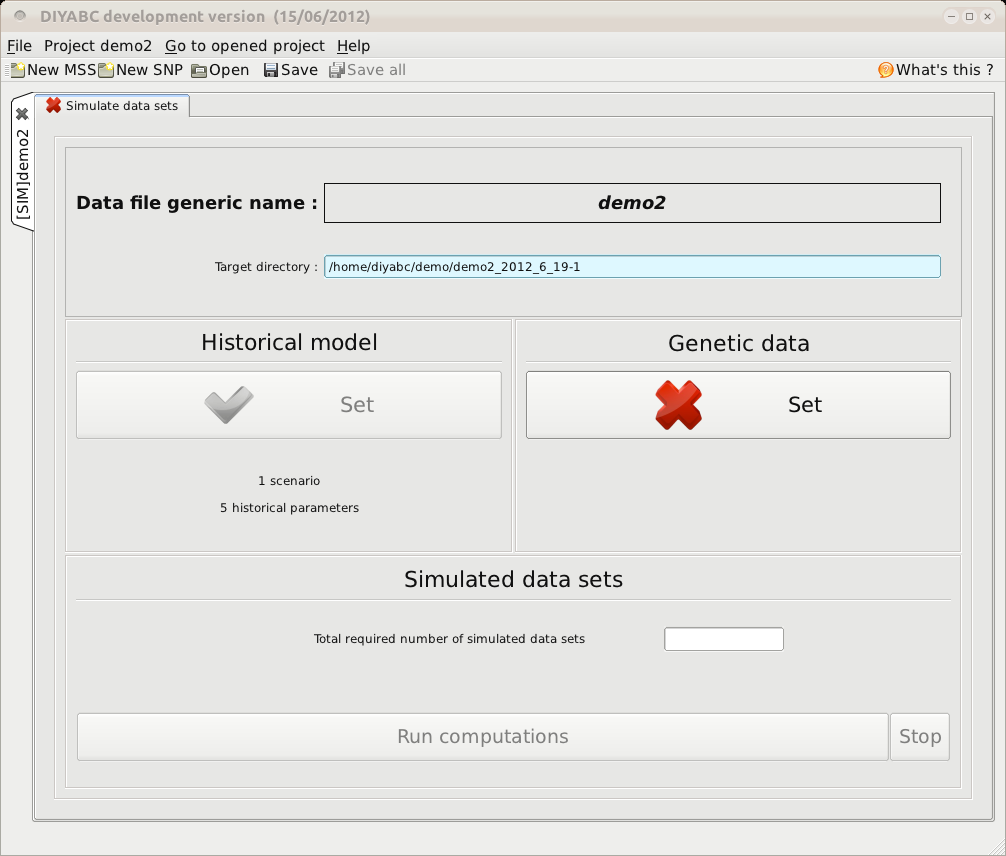 DIYABC development version (15/06/2012)
File Project demo2 Go to opened project Help
New MSS New SNP Open Save Save all What's this ?
[SIM]demo2
Simulate data sets
Data file generic name : demo2
Target directory : /home/diyabc/demo/demo2_2012_6_19-1
Historical model
Set
1 scenario
5 historical parameters
Genetic data
Set
Simulated data sets
Total required number of simulated data sets
Run computations Stop